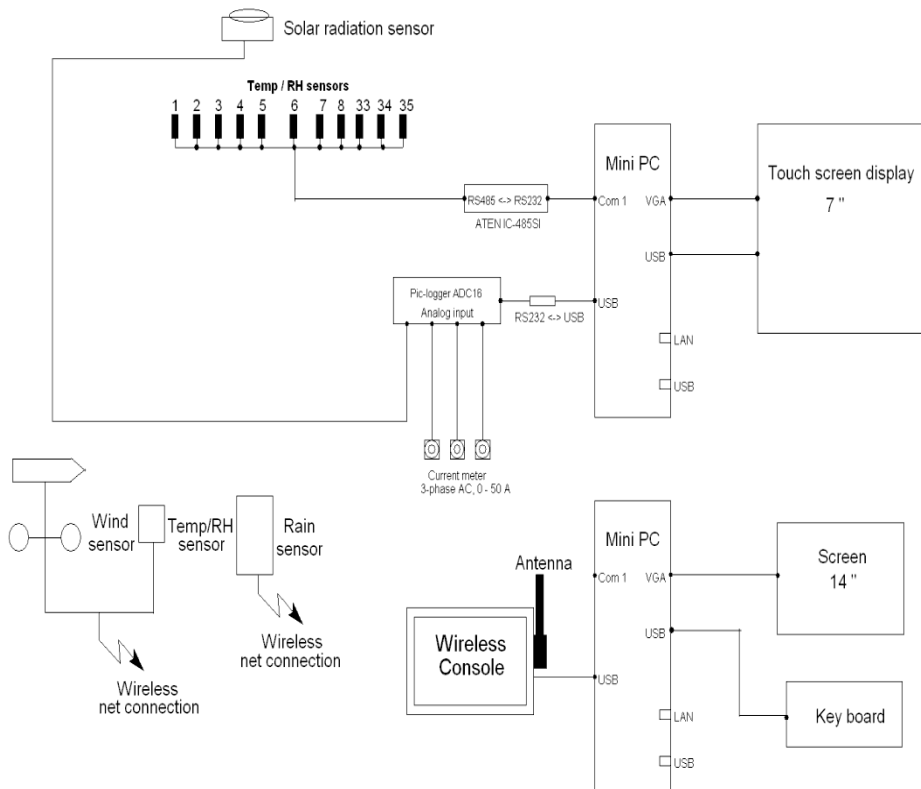 Solar radiation sensor
Temp / RH sensors
1 2 3 4 5 6 7 8 33 34 35
Mini PC
Touch screen display
7 "
RS485 <-> RS232
Com 1
VGA
ATEN IC-485SI
USB
Pic-logger ADC16
Analog input
USB
RS232 <-> USB
LAN
USB
Current meter
3-phase AC, 0 - 50 A
Wind
sensor
Temp/RH
sensor
Rain
sensor
Wireless
net connection
Wireless
net connection
Mini PC
Antenna
Com 1
VGA
Screen
14 "
USB
Wireless
Console
USB
LAN
Key board
USB